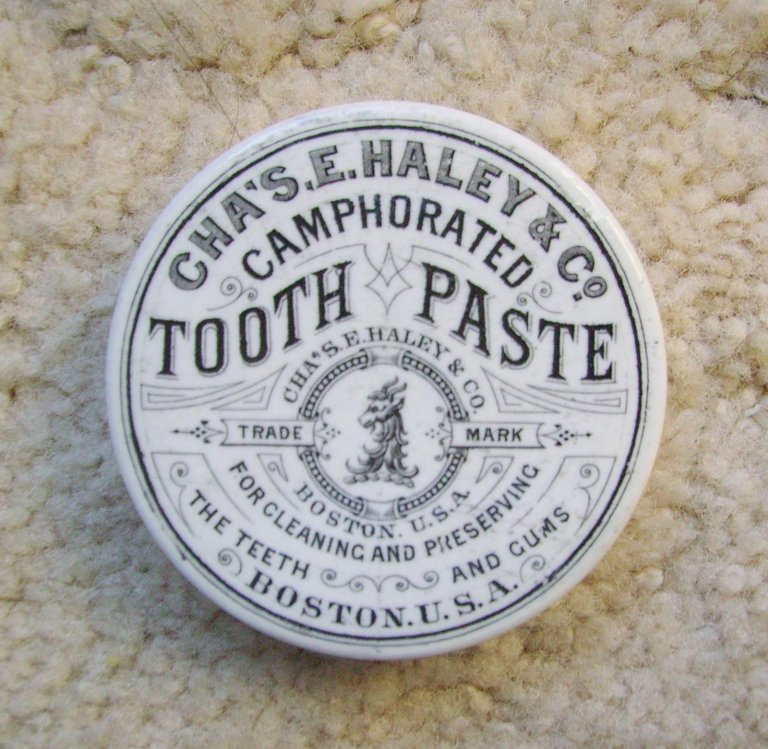 CHA'S. E. HALEY & Cº.
CAMPHORATED
TOOTH PASTE
CHAˢ S. E. HALEY & CO.
TRADE MARK
BOSTON. U.S.A
FOR CLEANING AND PRESERVING
THE TEETH AND GUMS
BOSTON. U.S.A.